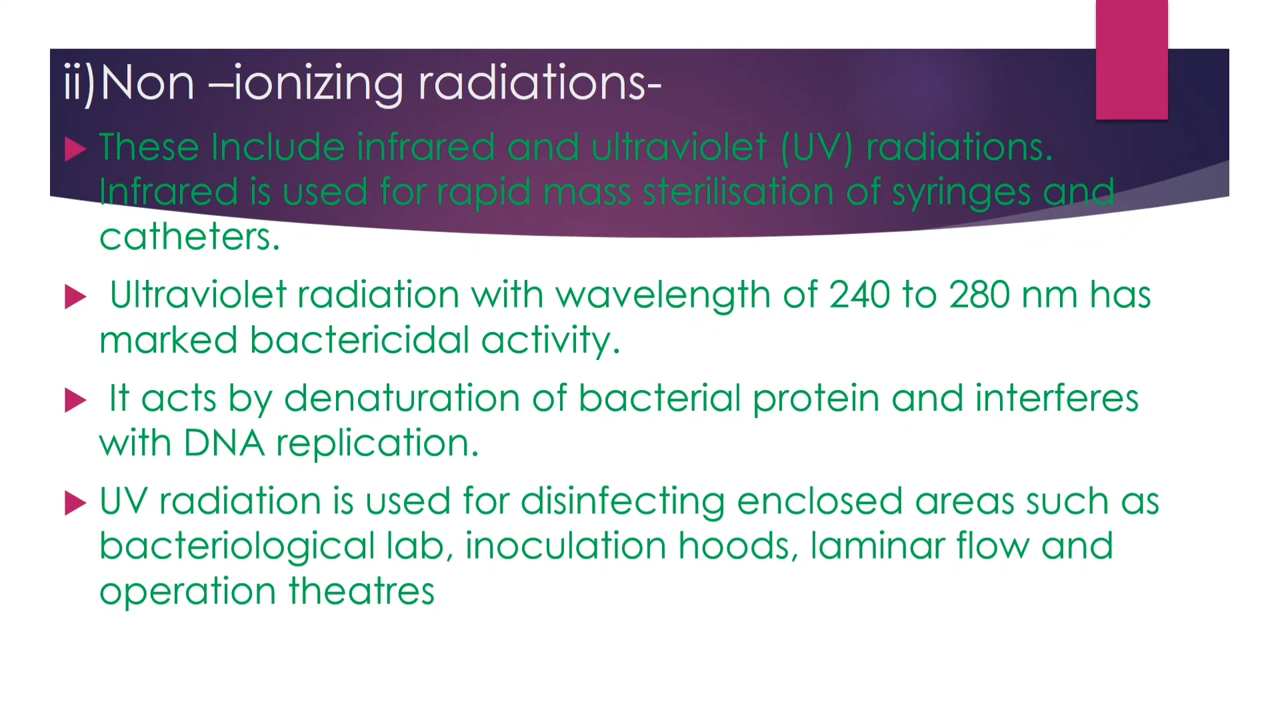 ii)Non –ionizing radiations-
These Include infrared and ultraviolet (UV) radiations.
Infrared is used for rapid mass sterilisation of syringes and
catheters.
Ultraviolet radiation with wavelength of 240 to 280 nm has
marked bactericidal activity.
It acts by denaturation of bacterial protein and interferes
with DNA replication.
UV radiation is used for disinfecting enclosed areas such as
bacteriological lab, inoculation hoods, laminar flow and
operation theatres